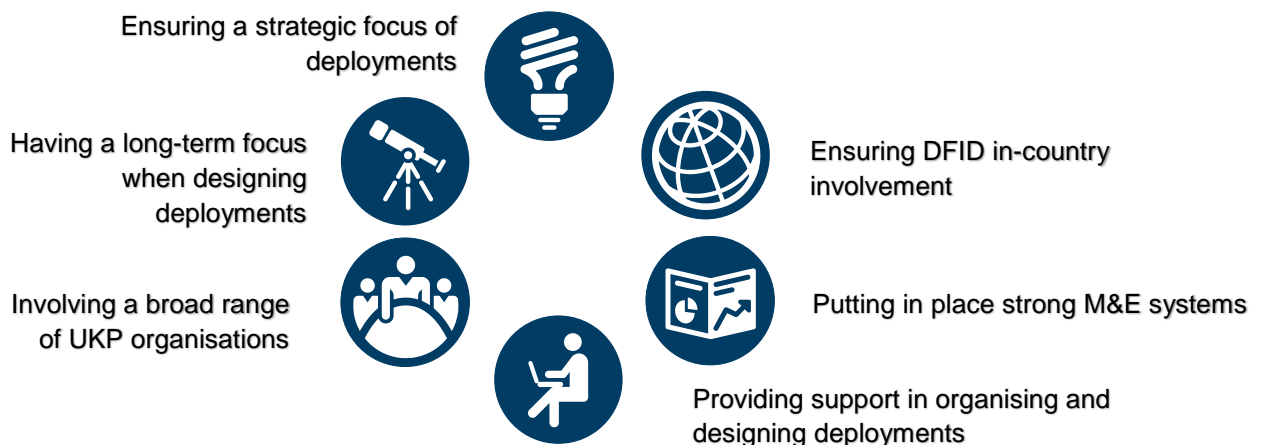 Ensuring a strategic focus of
deployments
Having a long-term focus
when designing
deployments
Ensuring DFID in-country
involvement
Involving a broad range
of UKP organisations
Putting in place strong M&E systems
Providing support in organising and
designing deployments